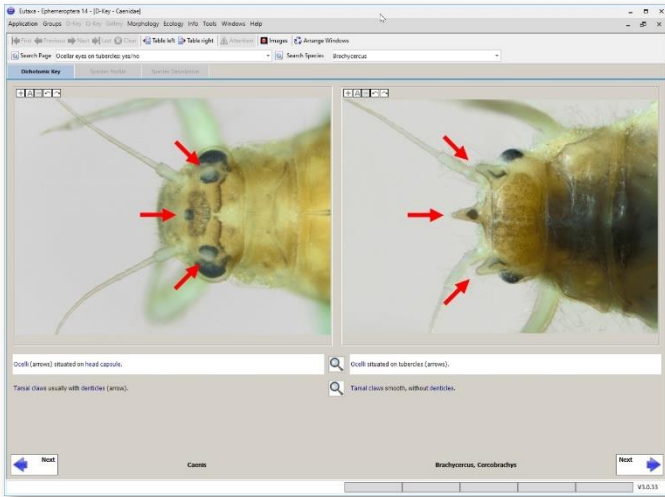 Eutaxa - Ephemeroptera 14 - [D-Key - Caenidae]
Application Groups D-Key D-Key Gallery Morphology Ecology Info Tools Windows Help
First Previous Next Last Clear Table left Table right Attention Images Arrange Windows
Search Page Ocellar eyes on tubercles: yes/no Search Species Brachycercus
Dichotomic Key Species Profile Species Description
Ocelli (arrows) situated on head capsule. Ocelli situated on tubercles (arrows).
Tarsal claws usually with denticles (arrow). Tarsal claws smooth, without denticles.
Next Caenis Brachycercus, Cercobrachys Next
V3.0.33